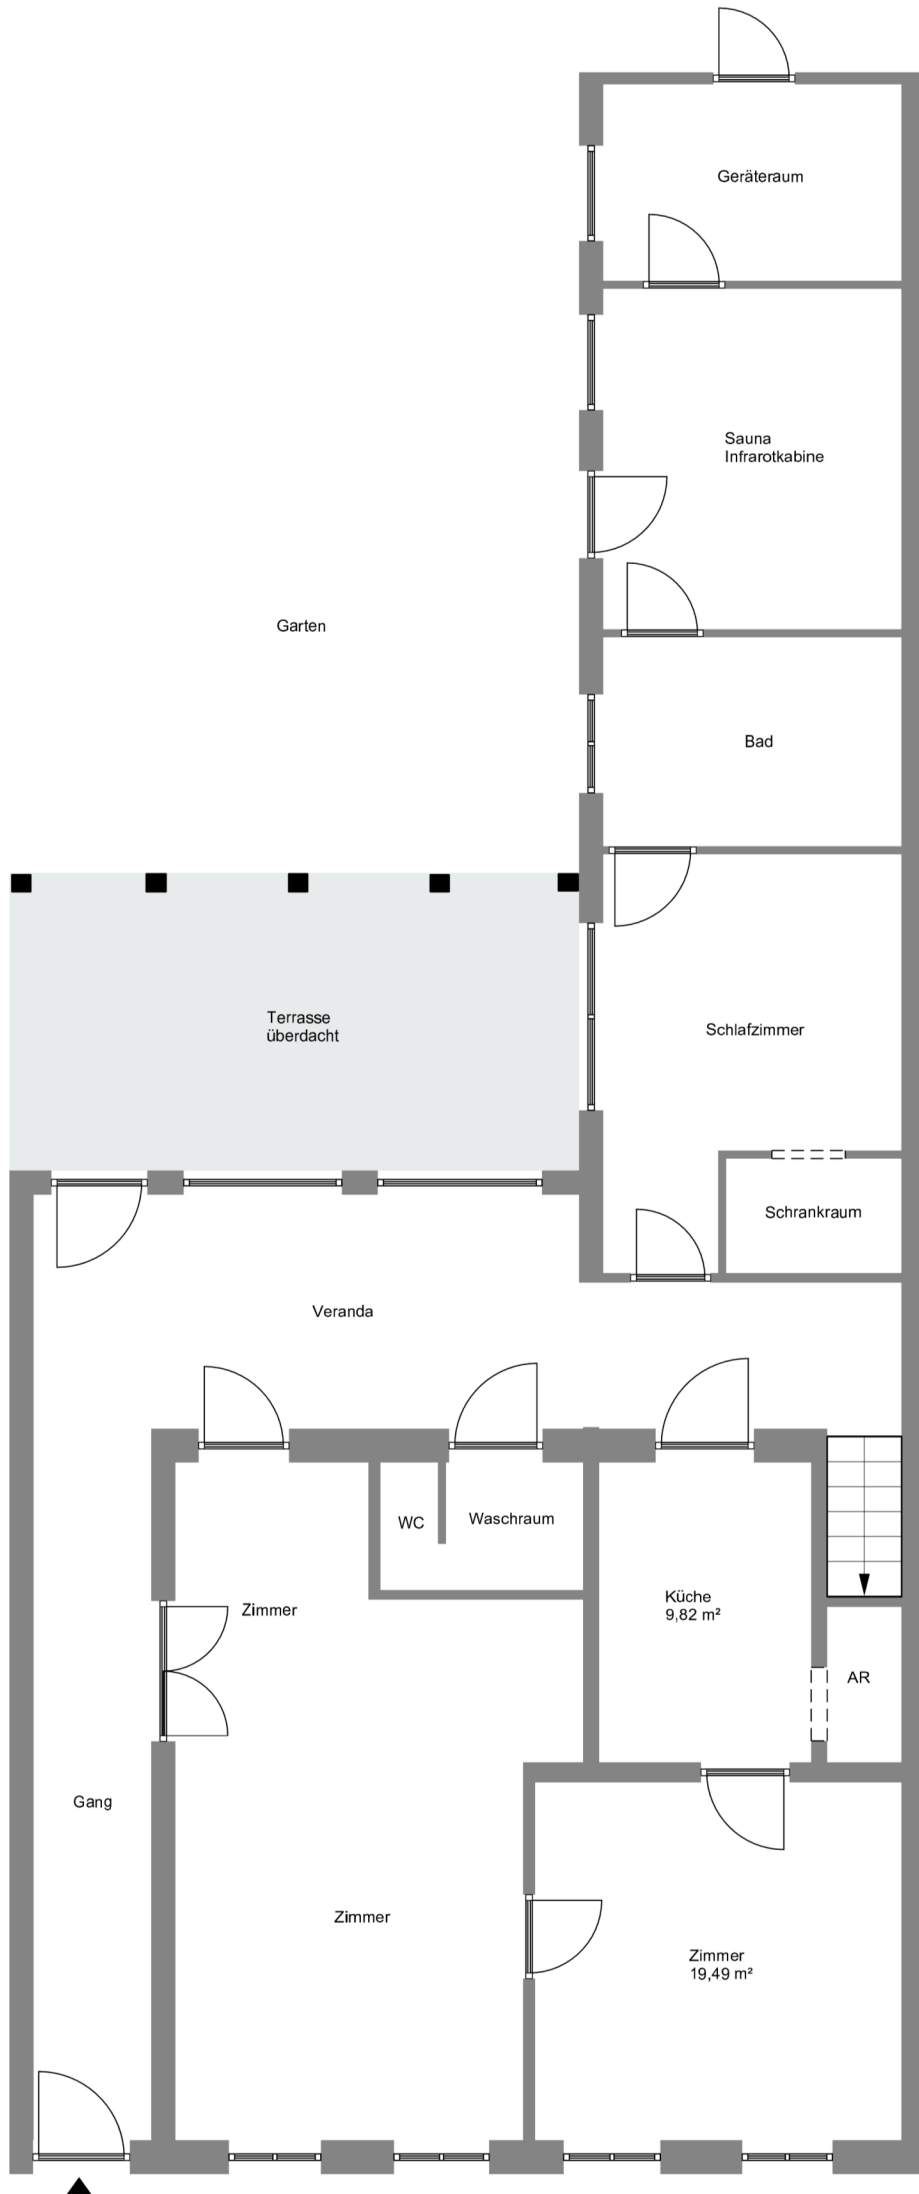 Geräteraum
Sauna
Infrarotkabine
Garten
Bad
Terrasse
überdacht
Schlafzimmer
Schrankraum
Veranda
WC
Waschraum
Küche
9,82 m²
Zimmer
AR
Gang
Zimmer
Zimmer
19,49 m²